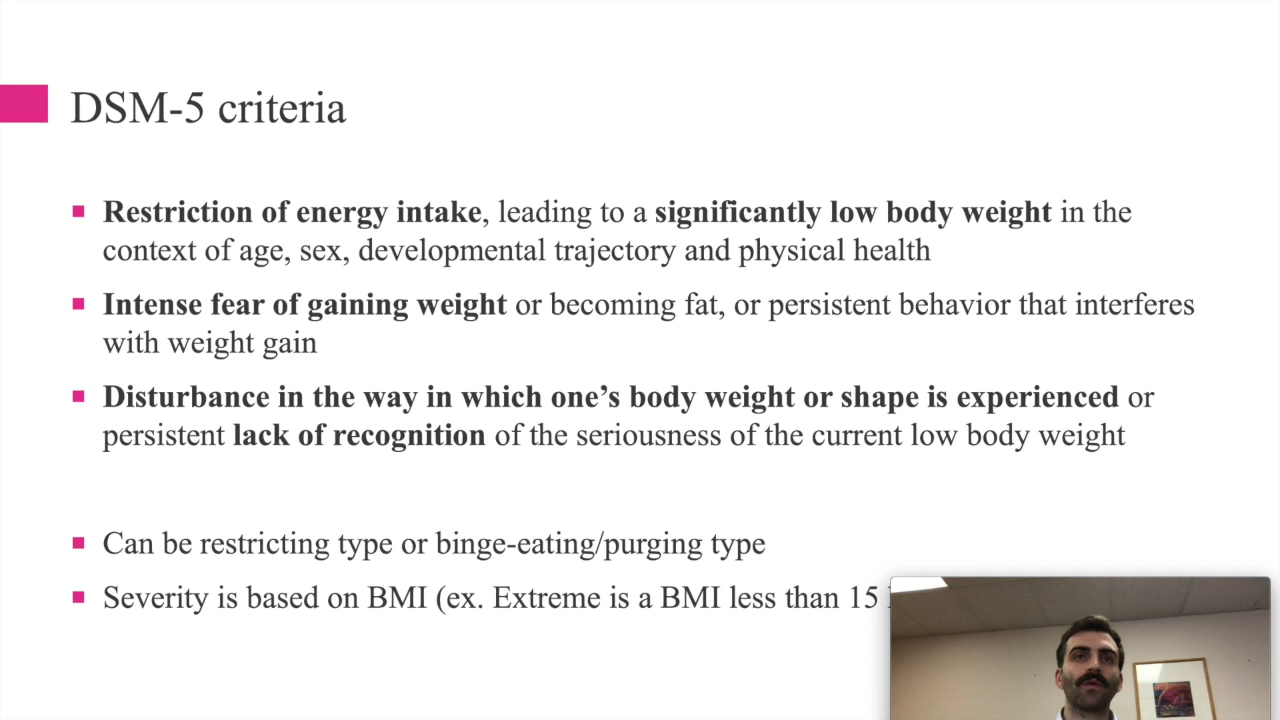 DSM-5 criteria
Restriction of energy intake, leading to a significantly low body weight in the
context of age, sex, developmental trajectory and physical health
Intense fear of gaining weight or becoming fat, or persistent behavior that interferes
with weight gain
Disturbance in the way in which one’s body weight or shape is experienced or
persistent lack of recognition of the seriousness of the current low body weight
Can be restricting type or binge-eating/purging type
Severity is based on BMI (ex. Extreme is a BMI less than 15